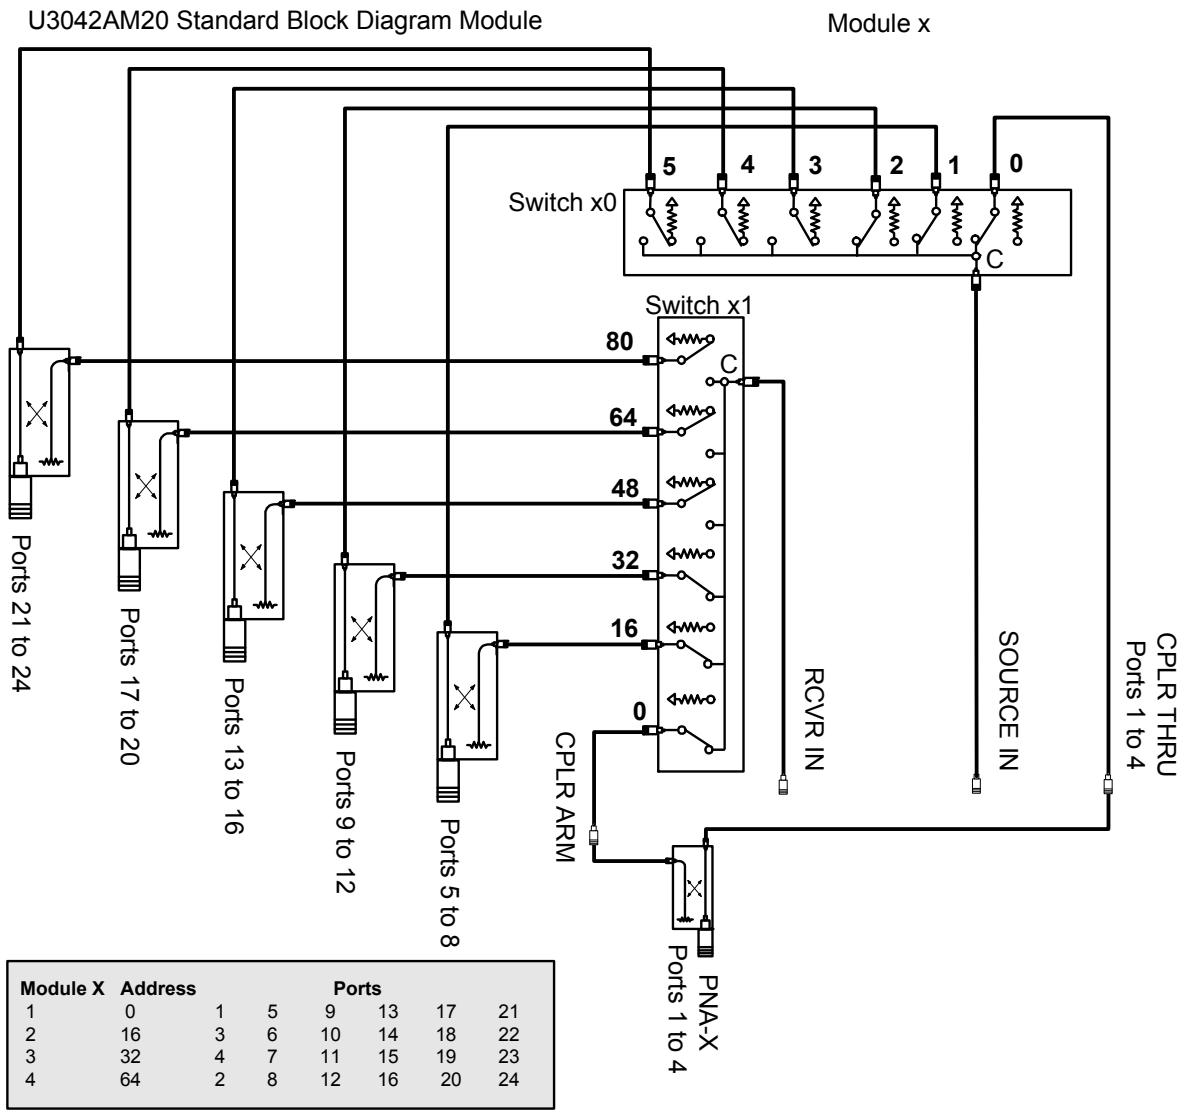 U3042AM20 Standard Block Diagram Module
Module x
5 4 3 2 1 0
Switch x0
C
Switch x1
80
C
64
48
32
16
0
Ports 21 to 24
Ports 17 to 20
Ports 13 to 16
Ports 9 to 12
Ports 5 to 8
CPLR ARM
RCVR IN
SOURCE IN
CPLR THRU
Ports 1 to 4
PNA-X
Ports 1 to 4
Module X Address Ports
1 0 1 5 9 13 17 21
2 16 3 6 10 14 18 22
3 32 4 7 11 15 19 23
4 64 2 8 12 16 20 24